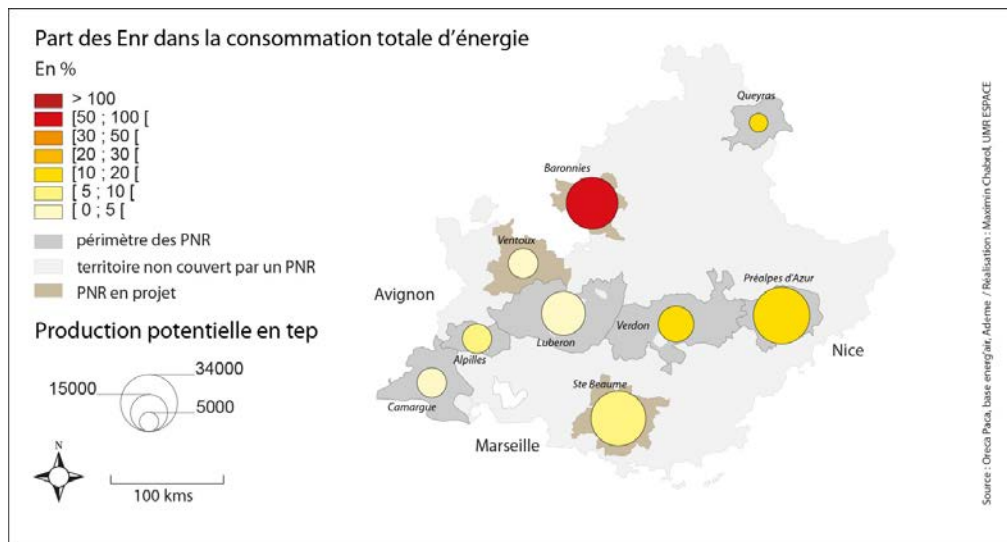 Part des Enr dans la consommation totale d'énergie
En %
> 100
[50 ; 100 [
[30 ; 50 [
[20 ; 30 [
[10 ; 20 [
[ 5 ; 10 [
[ 0 ; 5 [
périmètre des PNR
territoire non couvert par un PNR
PNR en projet
Production potentielle en tep
34000
15000
5000
N
100 kms
Queyras
Baronnies
Ventoux
Avignon
Préalpes d'Azur
Verdon
Luberon
Nice
Alpilles
Ste Beaume
Camargue
Marseille
Source : Oreca Paca, base energ'air, Ademe / Réalisation : Maximin Chabrol, UMR ESPACE